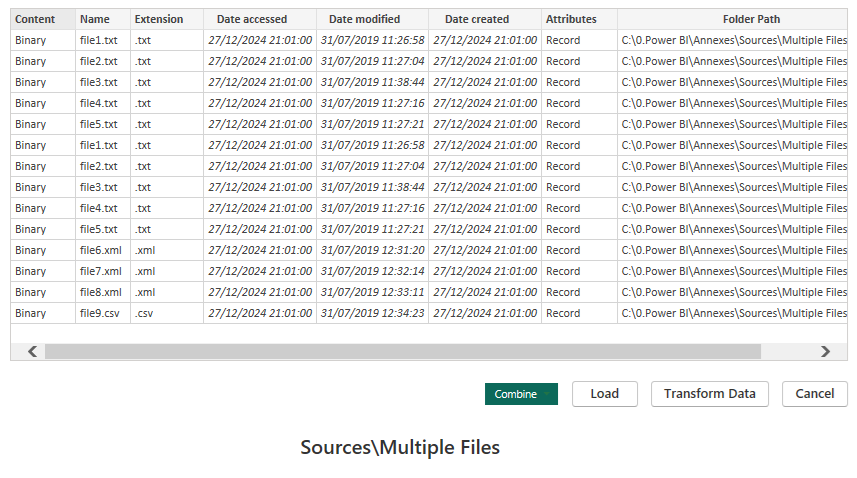 Content Name Extension Date accessed Date modified Date created Attributes Folder Path
Binary file1.txt .txt 27/12/2024 21:01:00 31/07/2019 11:26:58 27/12/2024 21:01:00 Record C:\0.Power BI\Annexes\Sources\Multiple Files
Binary file2.txt .txt 27/12/2024 21:01:00 31/07/2019 11:27:04 27/12/2024 21:01:00 Record C:\0.Power BI\Annexes\Sources\Multiple Files
Binary file3.txt .txt 27/12/2024 21:01:00 31/07/2019 11:38:44 27/12/2024 21:01:00 Record C:\0.Power BI\Annexes\Sources\Multiple Files
Binary file4.txt .txt 27/12/2024 21:01:00 31/07/2019 11:27:16 27/12/2024 21:01:00 Record C:\0.Power BI\Annexes\Sources\Multiple Files
Binary file5.txt .txt 27/12/2024 21:01:00 31/07/2019 11:27:21 27/12/2024 21:01:00 Record C:\0.Power BI\Annexes\Sources\Multiple Files
Binary file1.txt .txt 27/12/2024 21:01:00 31/07/2019 11:26:58 27/12/2024 21:01:00 Record C:\0.Power BI\Annexes\Sources\Multiple Files
Binary file2.txt .txt 27/12/2024 21:01:00 31/07/2019 11:27:04 27/12/2024 21:01:00 Record C:\0.Power BI\Annexes\Sources\Multiple Files
Binary file3.txt .txt 27/12/2024 21:01:00 31/07/2019 11:38:44 27/12/2024 21:01:00 Record C:\0.Power BI\Annexes\Sources\Multiple Files
Binary file4.txt .txt 27/12/2024 21:01:00 31/07/2019 11:27:16 27/12/2024 21:01:00 Record C:\0.Power BI\Annexes\Sources\Multiple Files
Binary file5.txt .txt 27/12/2024 21:01:00 31/07/2019 11:27:21 27/12/2024 21:01:00 Record C:\0.Power BI\Annexes\Sources\Multiple Files
Binary file6.xml .xml 27/12/2024 21:01:00 31/07/2019 12:31:20 27/12/2024 21:01:00 Record C:\0.Power BI\Annexes\Sources\Multiple Files
Binary file7.xml .xml 27/12/2024 21:01:00 31/07/2019 12:32:14 27/12/2024 21:01:00 Record C:\0.Power BI\Annexes\Sources\Multiple Files
Binary file8.xml .xml 27/12/2024 21:01:00 31/07/2019 12:33:11 27/12/2024 21:01:00 Record C:\0.Power BI\Annexes\Sources\Multiple Files
Binary file9.csv .csv 27/12/2024 21:01:00 31/07/2019 12:34:23 27/12/2024 21:01:00 Record C:\0.Power BI\Annexes\Sources\Multiple Files
Combine Load Transform Data Cancel
Sources\Multiple Files